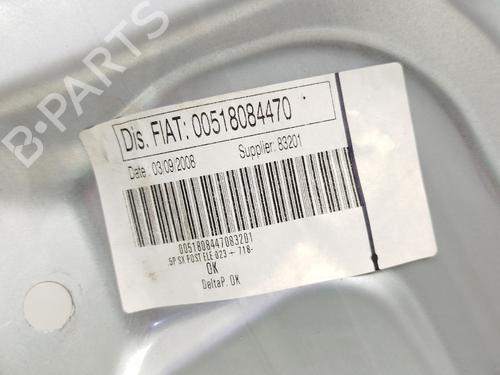 B-PARTS
Dis. FIAT: 00518084470
Date 03/09/2008 Supplier: 83201
0051808447083201
5P SX POST ELE 023 + 718-
OK
DeltaP. OK